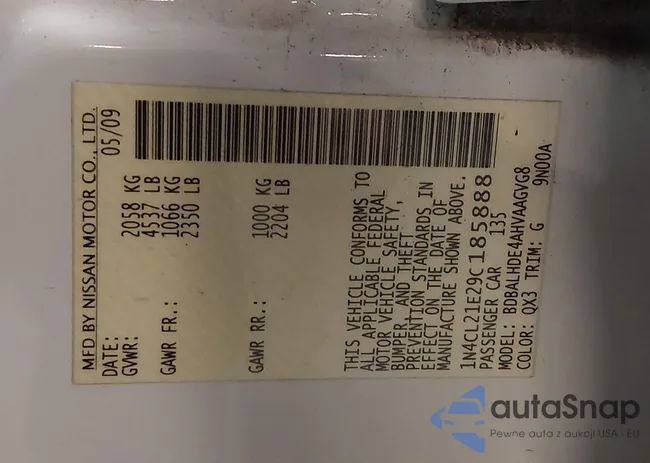 MFD BY NISSAN MOTOR CO., LTD.
DATE: 05/09
GVWR: 2058 KG
4537 LB
GAWR FR.: 1066 KG
2350 LB
GAWR RR.: 1000 KG
2204 LB
THIS VEHICLE CONFORMS TO
ALL APPLICABLE FEDERAL
MOTOR VEHICLE SAFETY,
BUMPER, AND THEFT
PREVENTION STANDARDS IN
EFFECT ON THE DATE OF
MANUFACTURE SHOWN ABOVE.
1N4CL21E29C185888
PASSENGER CAR 135
MODEL: BDBALHDE4AHVAAGVG8
COLOR: QX3 TRIM: G 9N00A
autaSnap
Pewne auta z aukcji USA - EU